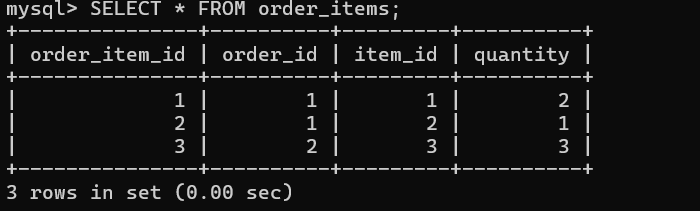 mysql> SELECT * FROM order_items;
+---------------+----------+---------+----------+
| order_item_id | order_id | item_id | quantity |
+---------------+----------+---------+----------+
|             1 |        1 |       1 |        2 |
|             2 |        1 |       2 |        1 |
|             3 |        2 |       3 |        3 |
+---------------+----------+---------+----------+
3 rows in set (0.00 sec)